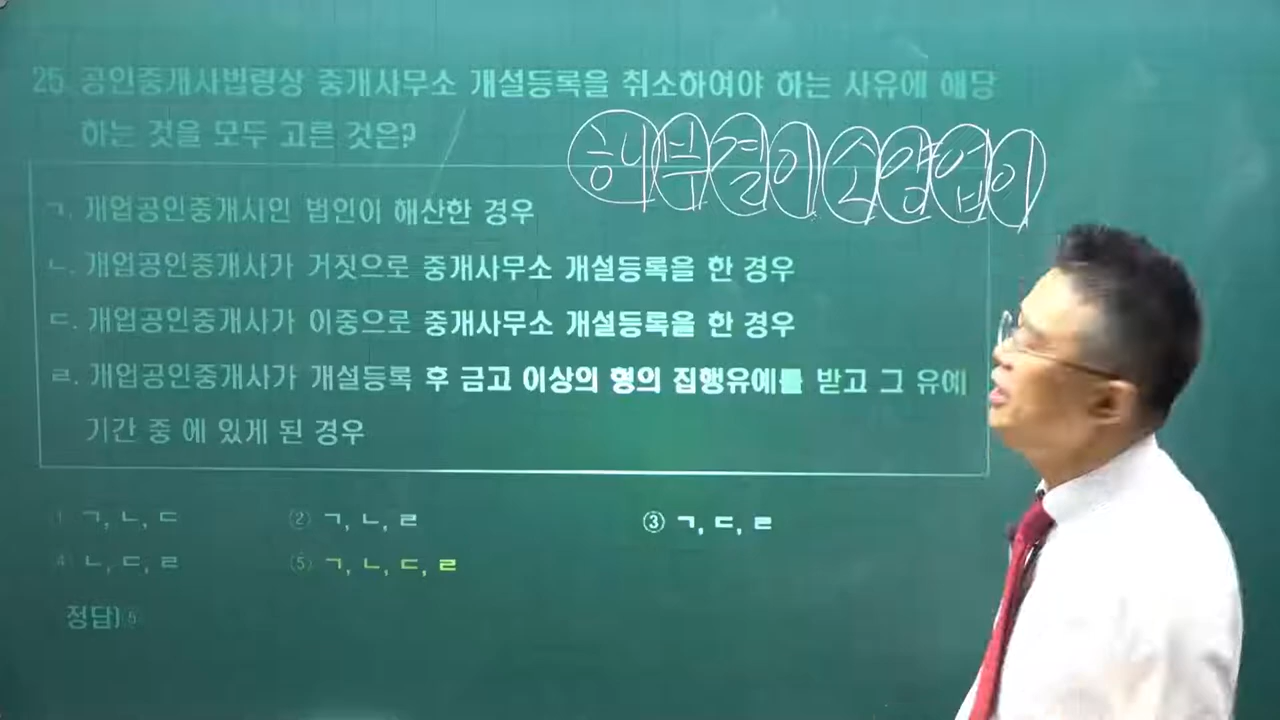 25. 공인중개사법령상 중개사무소 개설등록을 취소하여야 하는 사유에 해당
하는 것을 모두 고른 것은?
해부결이소양업이
ㄱ. 개업공인중개사인 법인이 해산한 경우
ㄴ. 개업공인중개사가 거짓으로 중개사무소 개설등록을 한 경우
ㄷ. 개업공인중개사가 이중으로 중개사무소 개설등록을 한 경우
ㄹ. 개업공인중개사가 개설등록 후 금고 이상의 형의 집행유예를 받고 그 유예
기간 중 에 있게 된 경우
① ㄱ, ㄴ, ㄷ ② ㄱ, ㄴ, ㄹ ③ ㄱ, ㄷ, ㄹ
④ ㄴ, ㄷ, ㄹ ⑤ ㄱ, ㄴ, ㄷ, ㄹ
정답) 5